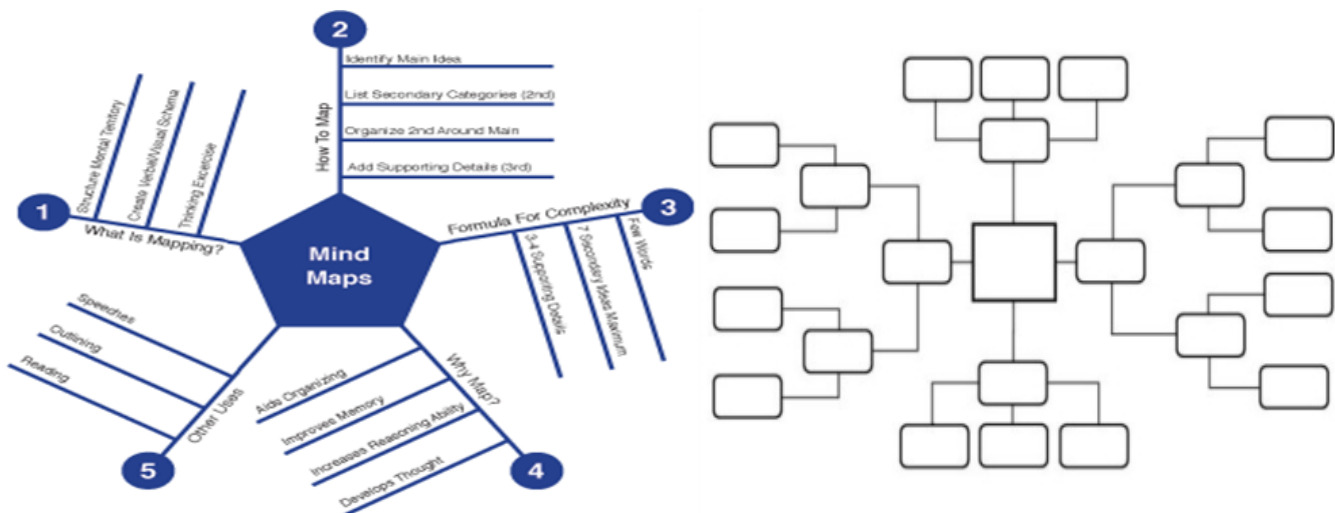 Mind
Maps
1
What Is Mapping?
Structure Mental Territory
Create Verbal/Visual Schema
Thinking Excercise
2
How To Map
Identify Main Idea
List Secondary Categories (2nd)
Organize 2nd Around Main
Add Supporting Details (3rd)
3
Formula For Complexity
3-4 Supporting Details
7 Secondary Ideas Maximum
Few Words
4
Why Map?
Aids Organizing
Improves Memory
Increases Reasoning Ability
Develops Thought
5
Other Uses
Speeches
Outlining
Reading